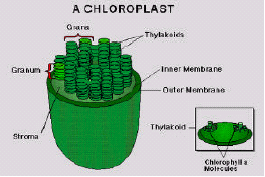 A CHLOROPLAST
Grana
Thylakoids
Granum
Inner Membrane
Outer Membrane
Stroma
Thylakoid
Chlorophyll a
Molecules